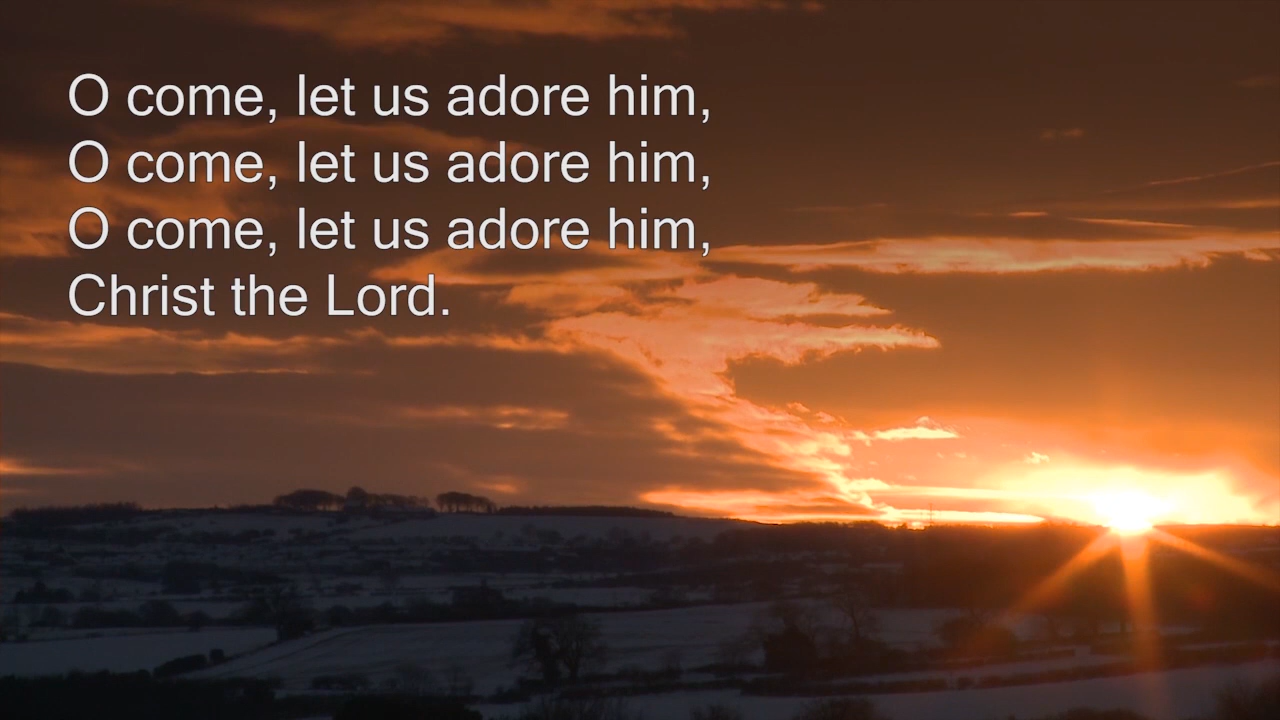 O come, let us adore him,
O come, let us adore him,
O come, let us adore him,
Christ the Lord.